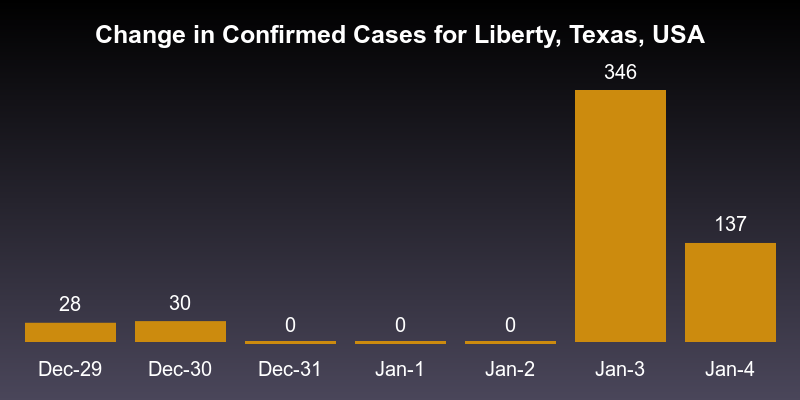 Change in Confirmed Cases for Liberty, Texas, USA
346
137
28
30
0
0
0
Dec-29
Dec-30
Dec-31
Jan-1
Jan-2
Jan-3
Jan-4